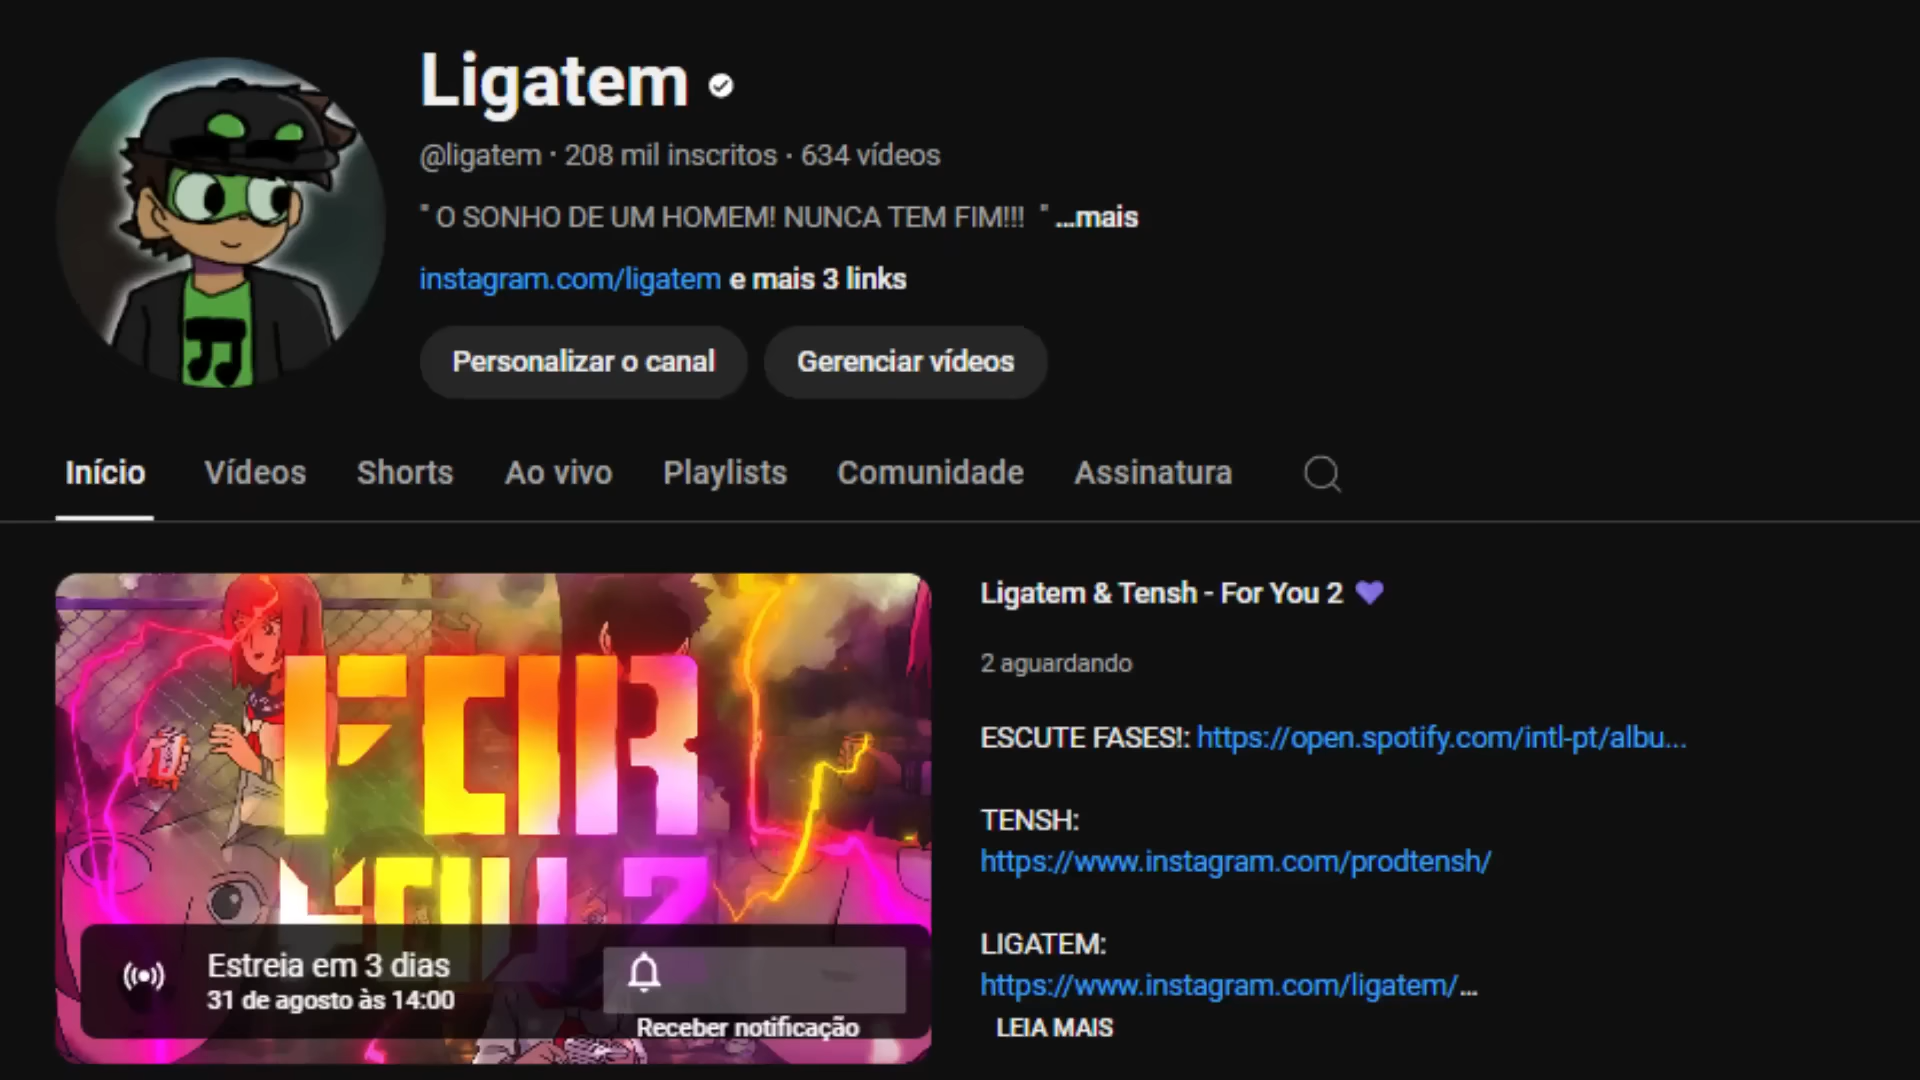 Ligatem
@ligatem · 208 mil inscritos · 634 vídeos
" O SONHO DE UM HOMEM! NUNCA TEM FIM!!! " ...mais
instagram.com/ligatem e mais 3 links
Personalizar o canal Gerenciar vídeos
Início Vídeos Shorts Ao vivo Playlists Comunidade Assinatura
FOR
YOU 2
Estreia em 3 dias
31 de agosto às 14:00
Receber notificação
Ligatem & Tensh - For You 2 💜
2 aguardando
ESCUTE FASES!: https://open.spotify.com/intl-pt/albu...
TENSH:
https://www.instagram.com/prodtensh/
LIGATEM:
https://www.instagram.com/ligatem/...
LEIA MAIS